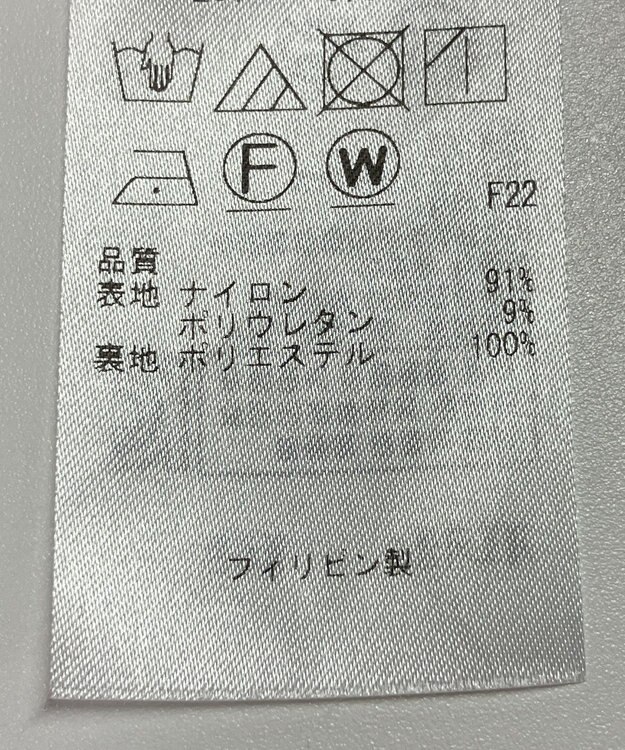 F W
F22
品質
表地 ナイロン 91%
ポリウレタン 9%
裏地 ポリエステル 100%
フィリピン製